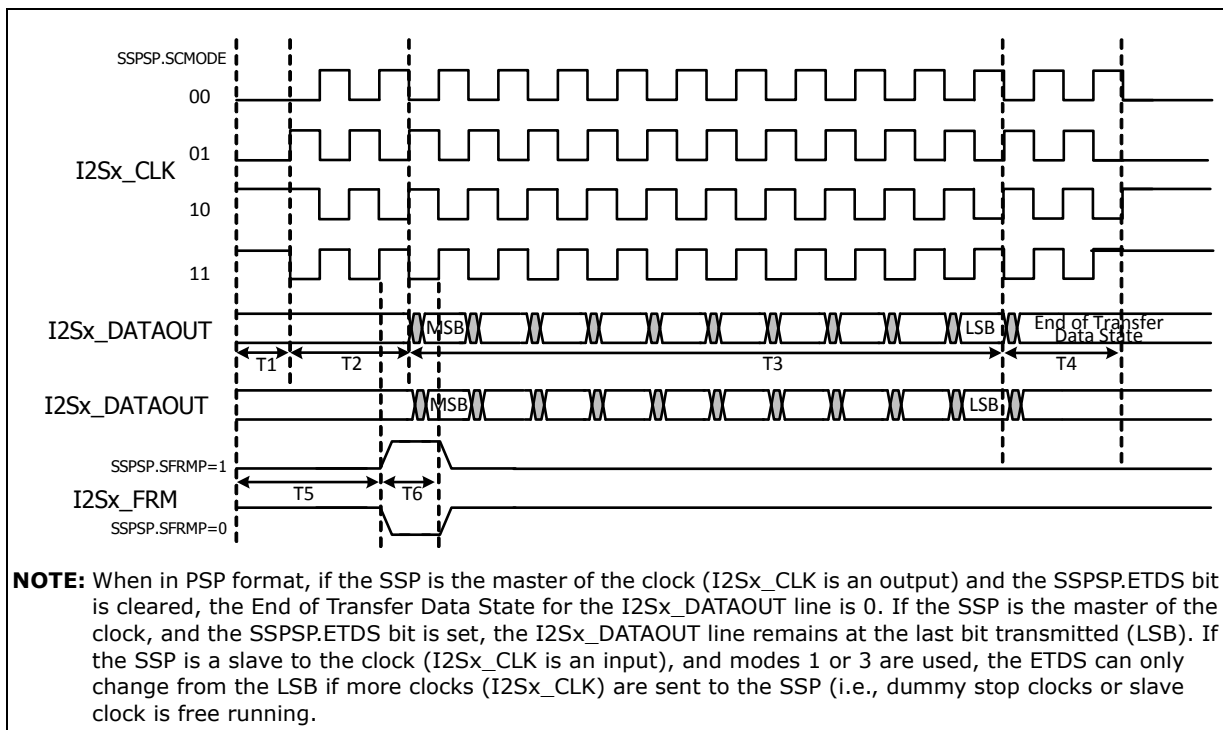 SSPSP.SCMODE
00
01
I2Sx_CLK
10
11
I2Sx_DATAOUT
MSB
LSB
End of Transfer
Data State
T1
T2
T3
T4
I2Sx_DATAOUT
MSB
LSB
SSPSP.SFRMP=1
T5
T6
I2Sx_FRM
SSPSP.SFRMP=0
NOTE: When in PSP format, if the SSP is the master of the clock (I2Sx_CLK is an output) and the SSPSP.ETDS bit
is cleared, the End of Transfer Data State for the I2Sx_DATAOUT line is 0. If the SSP is the master of the
clock, and the SSPSP.ETDS bit is set, the I2Sx_DATAOUT line remains at the last bit transmitted (LSB). If
the SSP is a slave to the clock (I2Sx_CLK is an input), and modes 1 or 3 are used, the ETDS can only
change from the LSB if more clocks (I2Sx_CLK) are sent to the SSP (i.e., dummy stop clocks or slave
clock is free running.